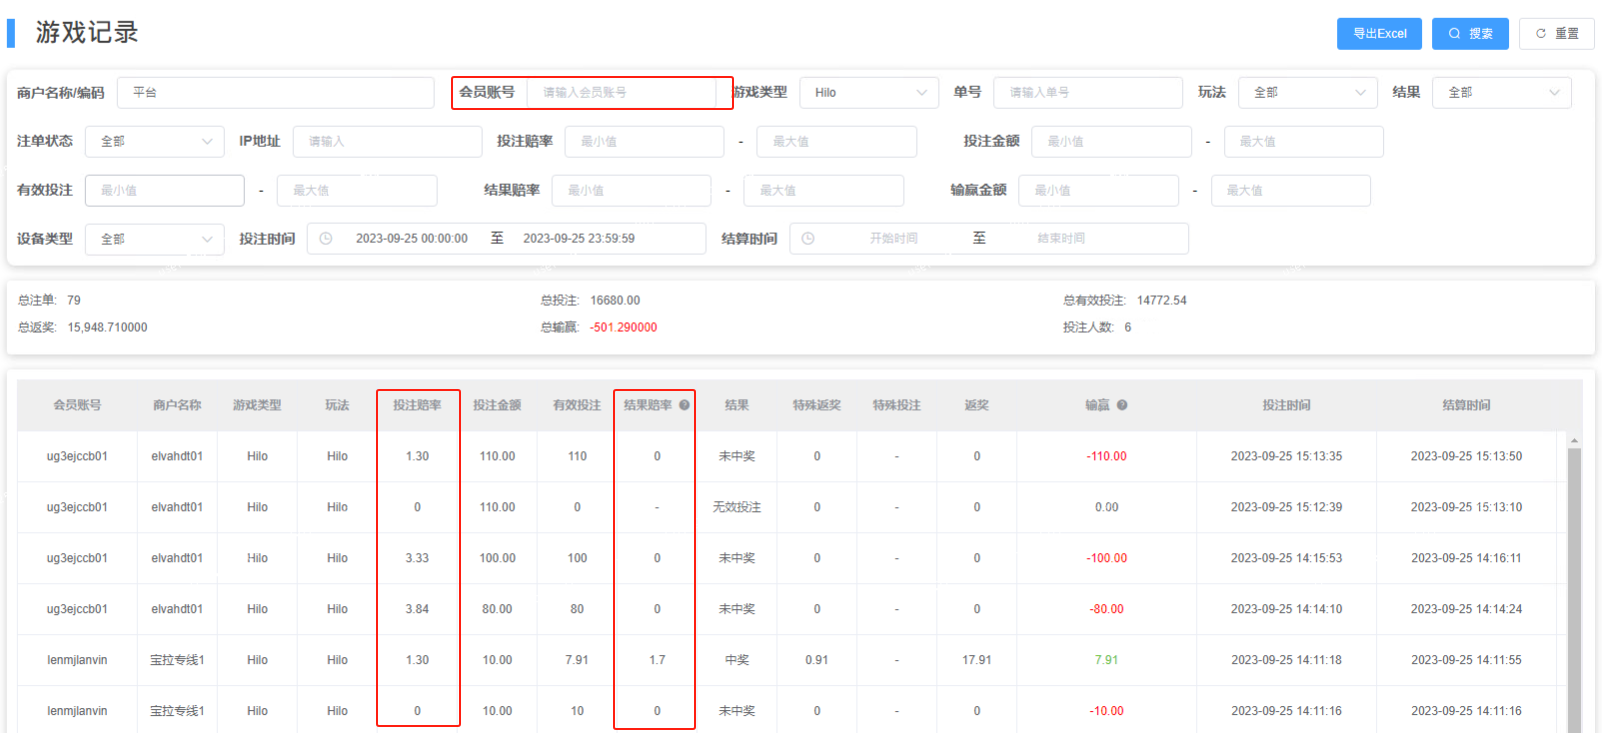 游戏记录 导出Excel 搜索 重置
商户名称/编码 平台 会员账号 请输入会员账号 游戏类型 Hilo 单号 请输入单号 玩法 全部 结果 全部
注单状态 全部 IP地址 请输入 投注赔率 最小值 - 最大值 投注金额 最小值 - 最大值
有效投注 最小值 - 最大值 结果赔率 最小值 - 最大值 输赢金额 最小值 - 最大值
设备类型 全部 投注时间 2023-09-25 00:00:00 至 2023-09-25 23:59:59 结算时间 开始时间 至 结束时间
总注单: 79 总投注: 16680.00 总有效投注: 14772.54
总返奖: 15,948.710000 总输赢: -501.290000 投注人数: 6
会员账号 商户名称 游戏类型 玩法 投注赔率 投注金额 有效投注 结果赔率 结果 特殊返奖 特殊投注 返奖 输赢 投注时间 结算时间
ug3ejccb01 elvahdt01 Hilo Hilo 1.30 110.00 110 0 未中奖 0 - 0 -110.00 2023-09-25 15:13:35 2023-09-25 15:13:50
ug3ejccb01 elvahdt01 Hilo Hilo 0 110.00 0 - 无效投注 0 - 0 0.00 2023-09-25 15:12:39 2023-09-25 15:13:10
ug3ejccb01 elvahdt01 Hilo Hilo 3.33 100.00 100 0 未中奖 0 - 0 -100.00 2023-09-25 14:15:53 2023-09-25 14:16:11
ug3ejccb01 elvahdt01 Hilo Hilo 3.84 80.00 80 0 未中奖 0 - 0 -80.00 2023-09-25 14:14:10 2023-09-25 14:14:24
lenmjlanvin 宝拉专线1 Hilo Hilo 1.30 10.00 7.91 1.7 中奖 0.91 - 17.91 7.91 2023-09-25 14:11:18 2023-09-25 14:11:55
lenmjlanvin 宝拉专线1 Hilo Hilo 0 10.00 10 0 未中奖 0 - 0 -10.00 2023-09-25 14:11:16 2023-09-25 14:11:16